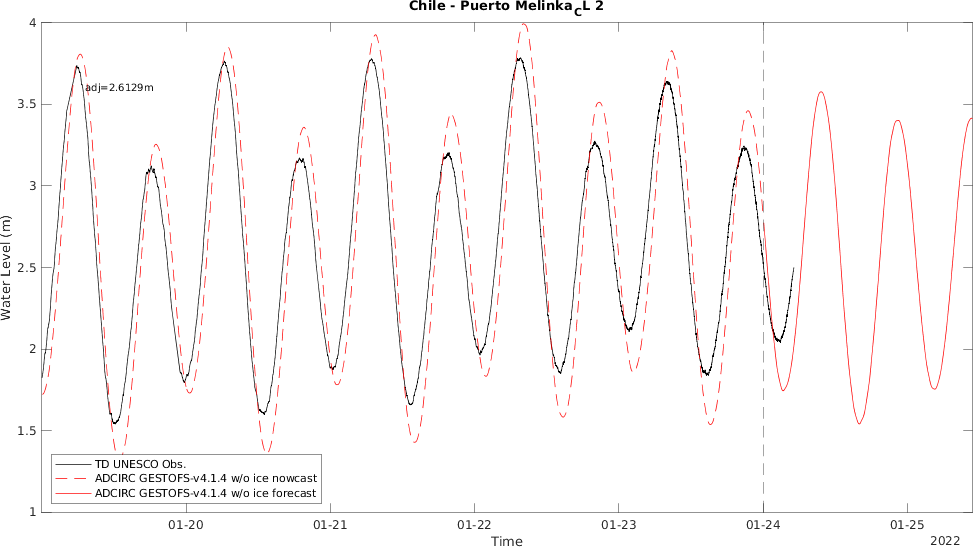 Chile - Puerto Melinka_CL 2
4
3.5
3
2.5
2
1.5
1
Water Level (m)
adj=2.6129m
TD UNESCO Obs.
ADCIRC GESTOFS-v4.1.4 w/o ice nowcast
ADCIRC GESTOFS-v4.1.4 w/o ice forecast
01-20
01-21
01-22
01-23
01-24
01-25
Time
2022